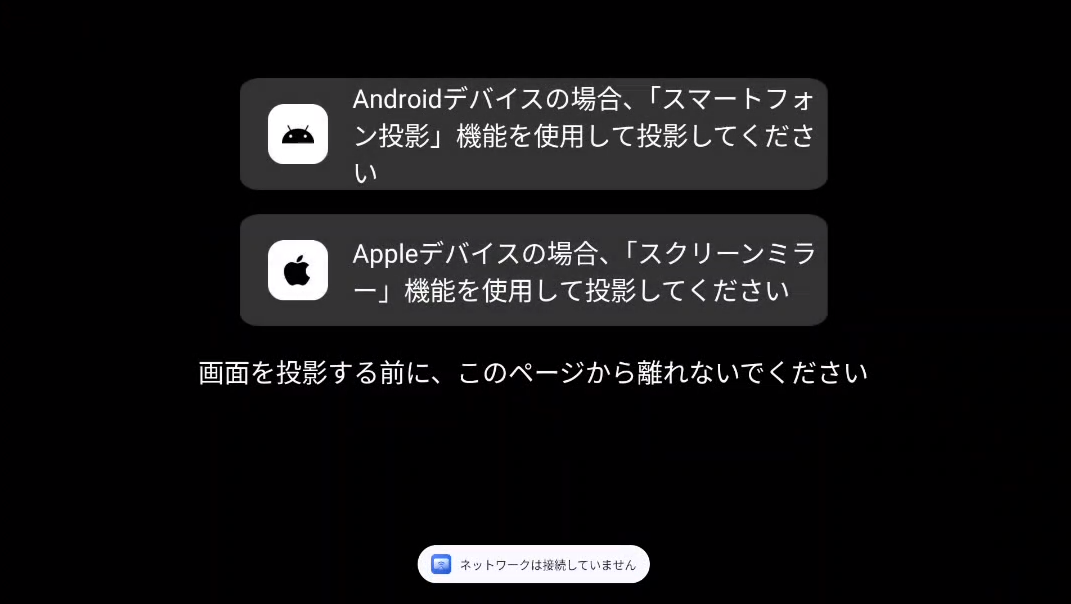 Androidデバイスの場合、「スマートフォ
ン投影」機能を使用して投影してくださ
い
Appleデバイスの場合、「スクリーンミラ
ー」機能を使用して投影してください
画面を投影する前に、このページから離れないでください
ネットワークは接続していません